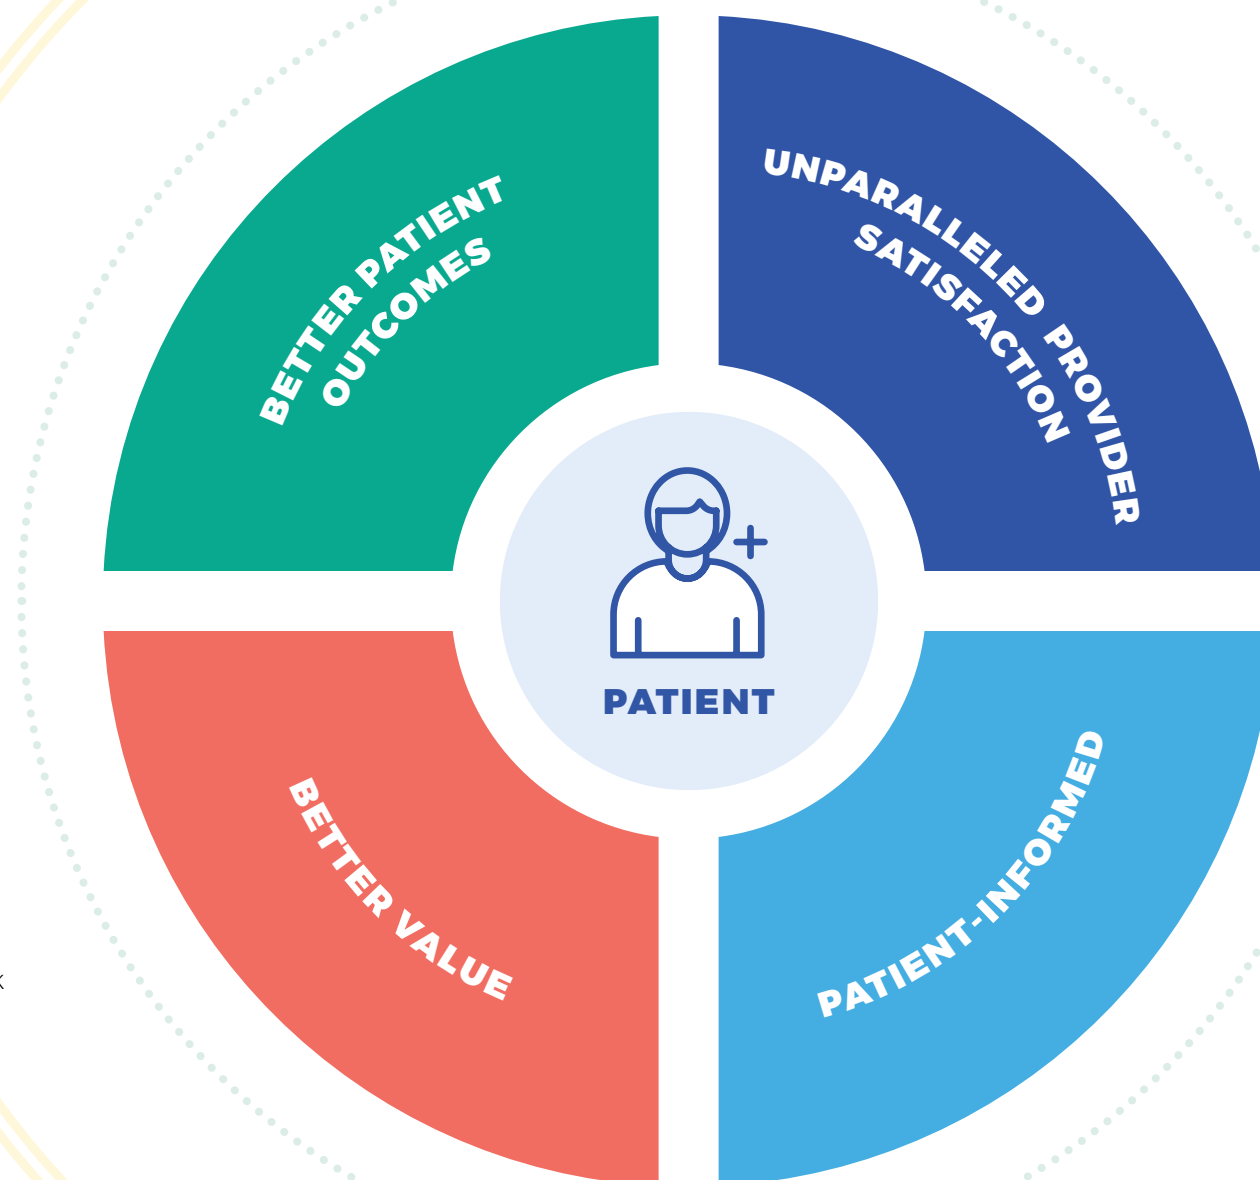 BETTER PATIENT
OUTCOMES
UNPARALLELED PROVIDER
SATISFACTION
PATIENT
BETTER VALUE
PATIENT-INFORMED